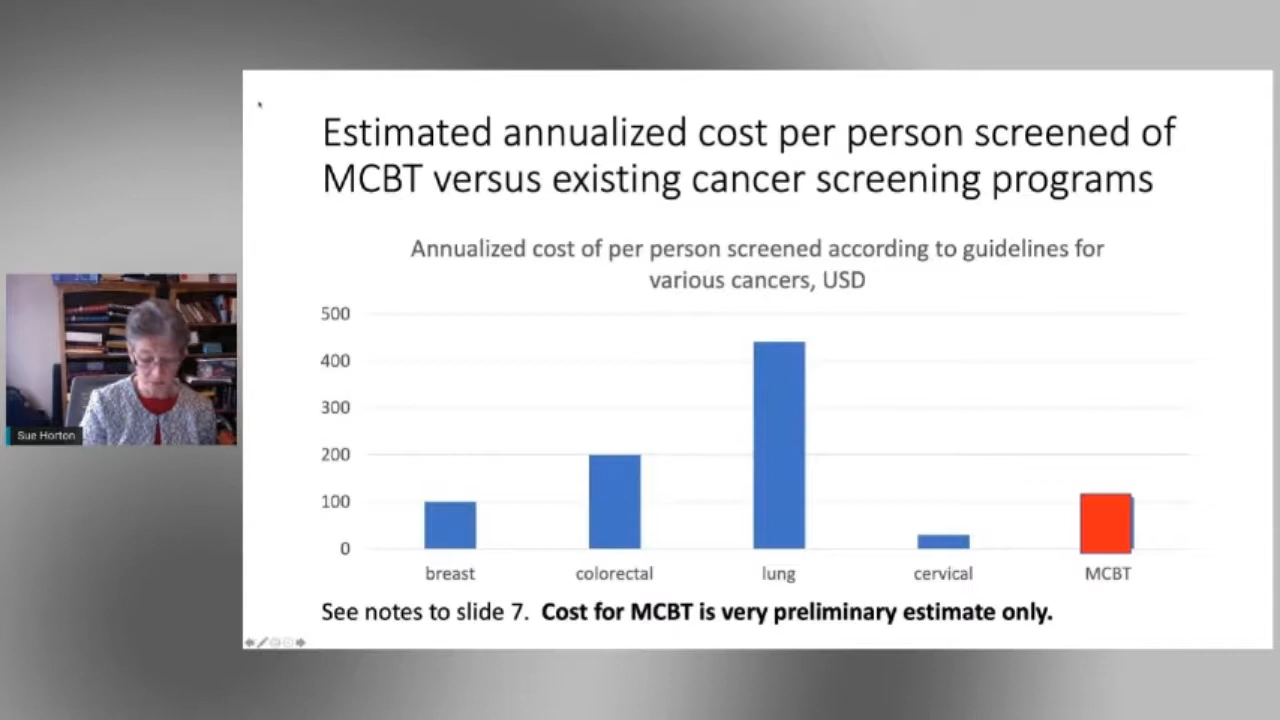 Estimated annualized cost per person screened of
MCBT versus existing cancer screening programs
Annualized cost of per person screened according to guidelines for
various cancers, USD
500
400
300
200
100
0
breast
colorectal
lung
cervical
MCBT
See notes to slide 7. Cost for MCBT is very preliminary estimate only.
Sue Horton